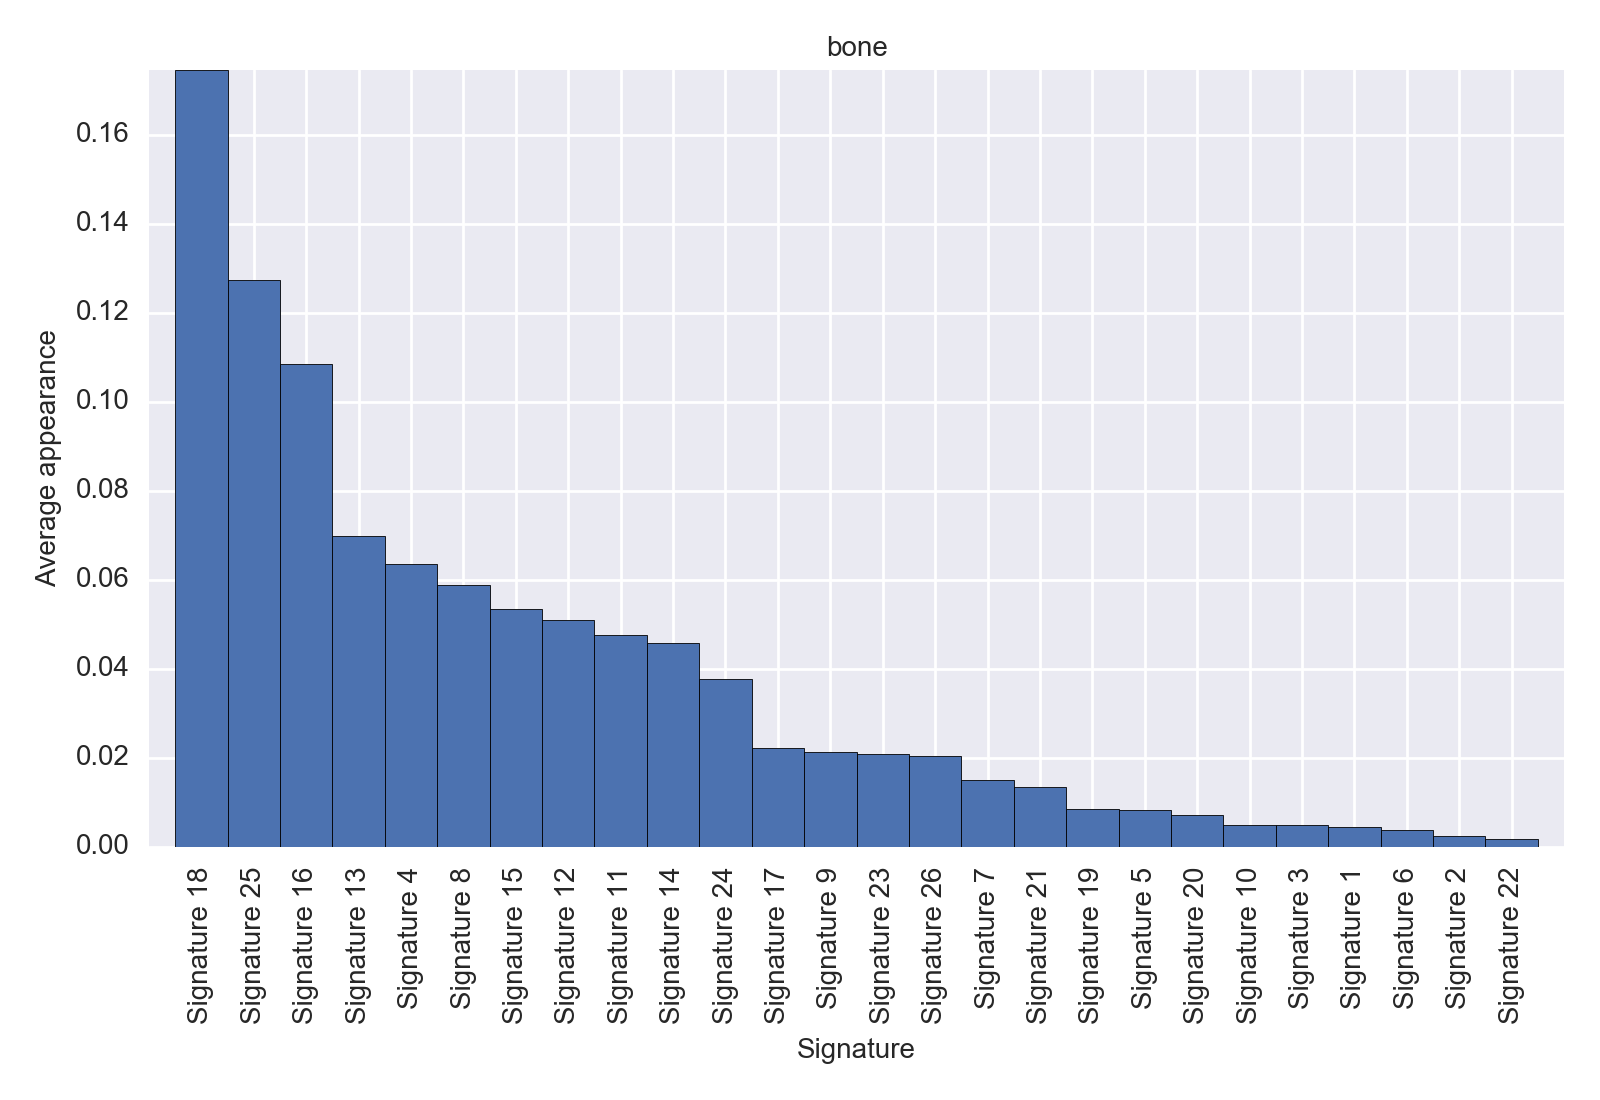 bone
Average appearance
0.16
0.14
0.12
0.10
0.08
0.06
0.04
0.02
0.00
Signature 18
Signature 25
Signature 16
Signature 13
Signature 4
Signature 8
Signature 15
Signature 12
Signature 11
Signature 14
Signature 24
Signature 17
Signature 9
Signature 23
Signature 26
Signature 7
Signature 21
Signature 19
Signature 5
Signature 20
Signature 10
Signature 3
Signature 1
Signature 6
Signature 2
Signature 22
Signature